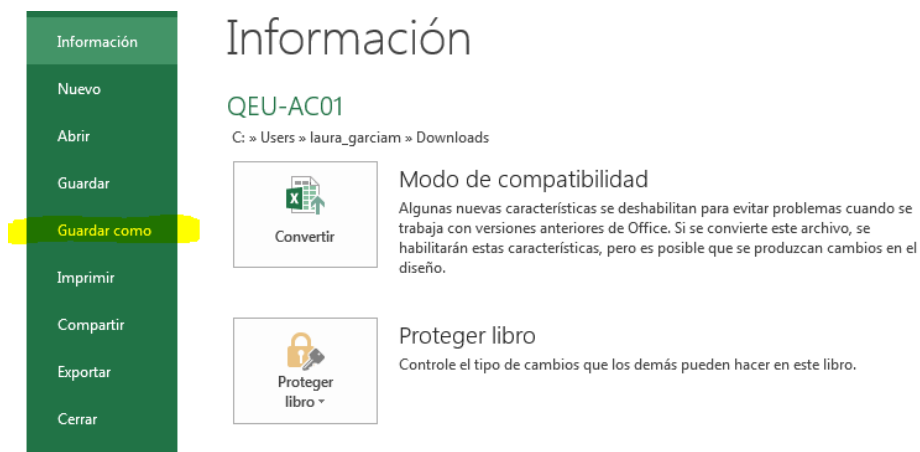 Información
Nuevo
Abrir
Guardar
Guardar como
Imprimir
Compartir
Exportar
Cerrar
Información
QEU-AC01
C: » Users » laura_garciam » Downloads
Convertir
Modo de compatibilidad
Algunas nuevas características se deshabilitan para evitar problemas cuando se
trabaja con versiones anteriores de Office. Si se convierte este archivo, se
habilitarán estas características, pero es posible que se produzcan cambios en el
diseño.
Proteger
libro
Proteger libro
Controle el tipo de cambios que los demás pueden hacer en este libro.